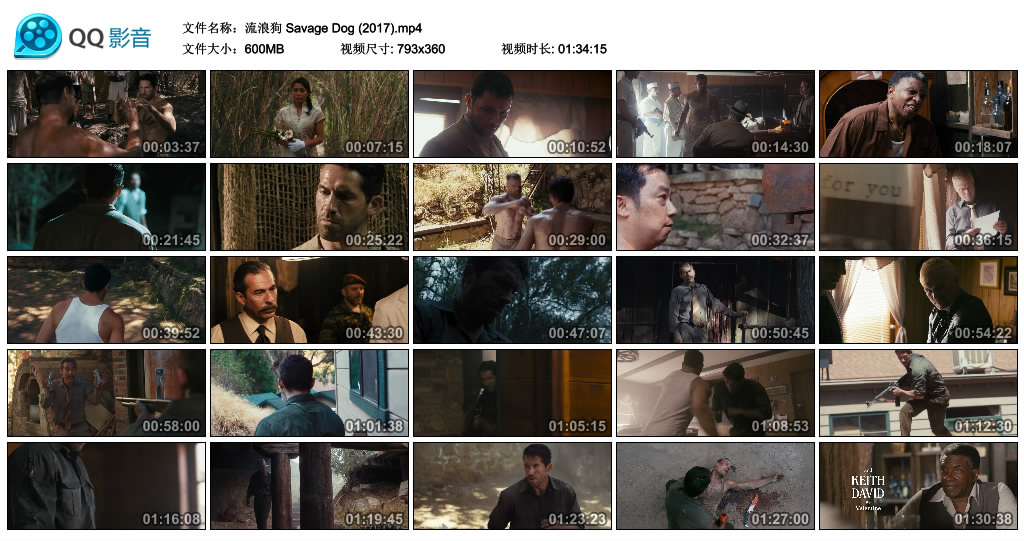 QQ 影音
文件名称: 流浪狗 Savage Dog (2017).mp4
文件大小: 600MB 视频尺寸: 793x360 视频时长: 01:34:15
00:03:37 00:07:15 00:10:52 00:14:30 00:18:07
00:21:45 00:25:22 00:29:00 00:32:37 for you 00:36:15
00:39:52 00:43:30 00:47:07 00:50:45 00:54:22
00:58:00 01:01:38 01:05:15 01:08:53 01:12:30
01:16:08 01:19:45 01:23:23 01:27:00 and
KEITH
DAVID
Valentine
01:30:38